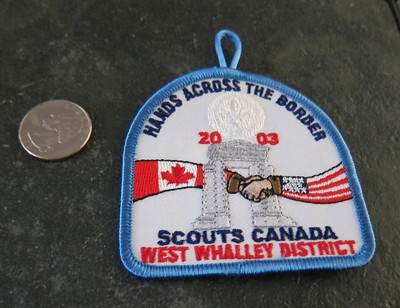 HANDS ACROSS THE BORDER
20 03
SCOUTS CANADA
WEST WHALLEY DISTRICT